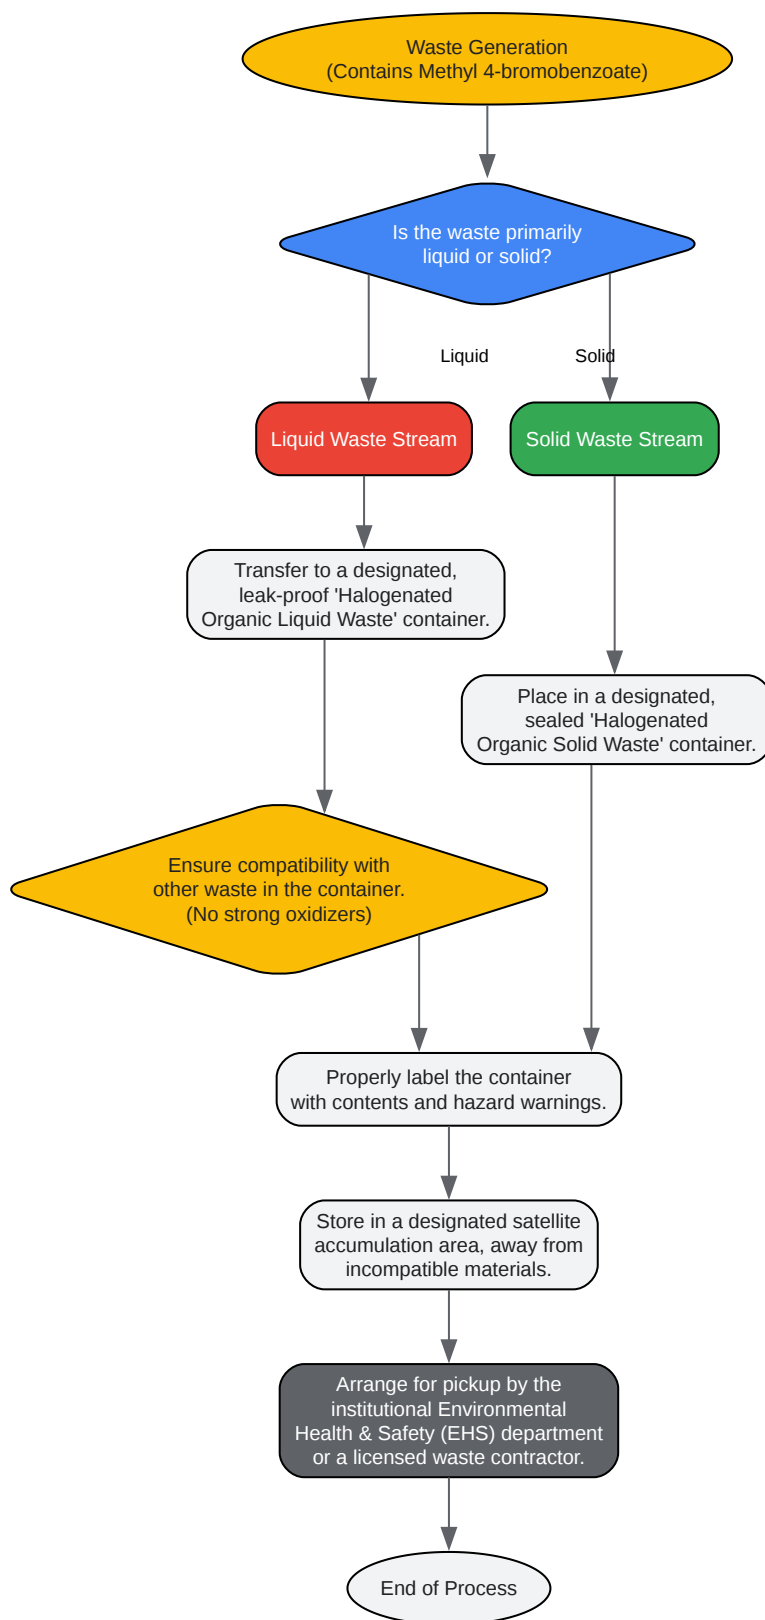 Waste Generation
(Contains Methyl 4-bromobenzoate)
Is the waste primarily
liquid or solid?
Liquid
Solid
Liquid Waste Stream
Solid Waste Stream
Transfer to a designated,
leak-proof 'Halogenated
Organic Liquid Waste' container.
Place in a designated,
sealed 'Halogenated
Organic Solid Waste' container.
Ensure compatibility with
other waste in the container.
(No strong oxidizers)
Properly label the container
with contents and hazard warnings.
Store in a designated satellite
accumulation area, away from
incompatible materials.
Arrange for pickup by the
institutional Environmental
Health & Safety (EHS) department
or a licensed waste contractor.
End of Process